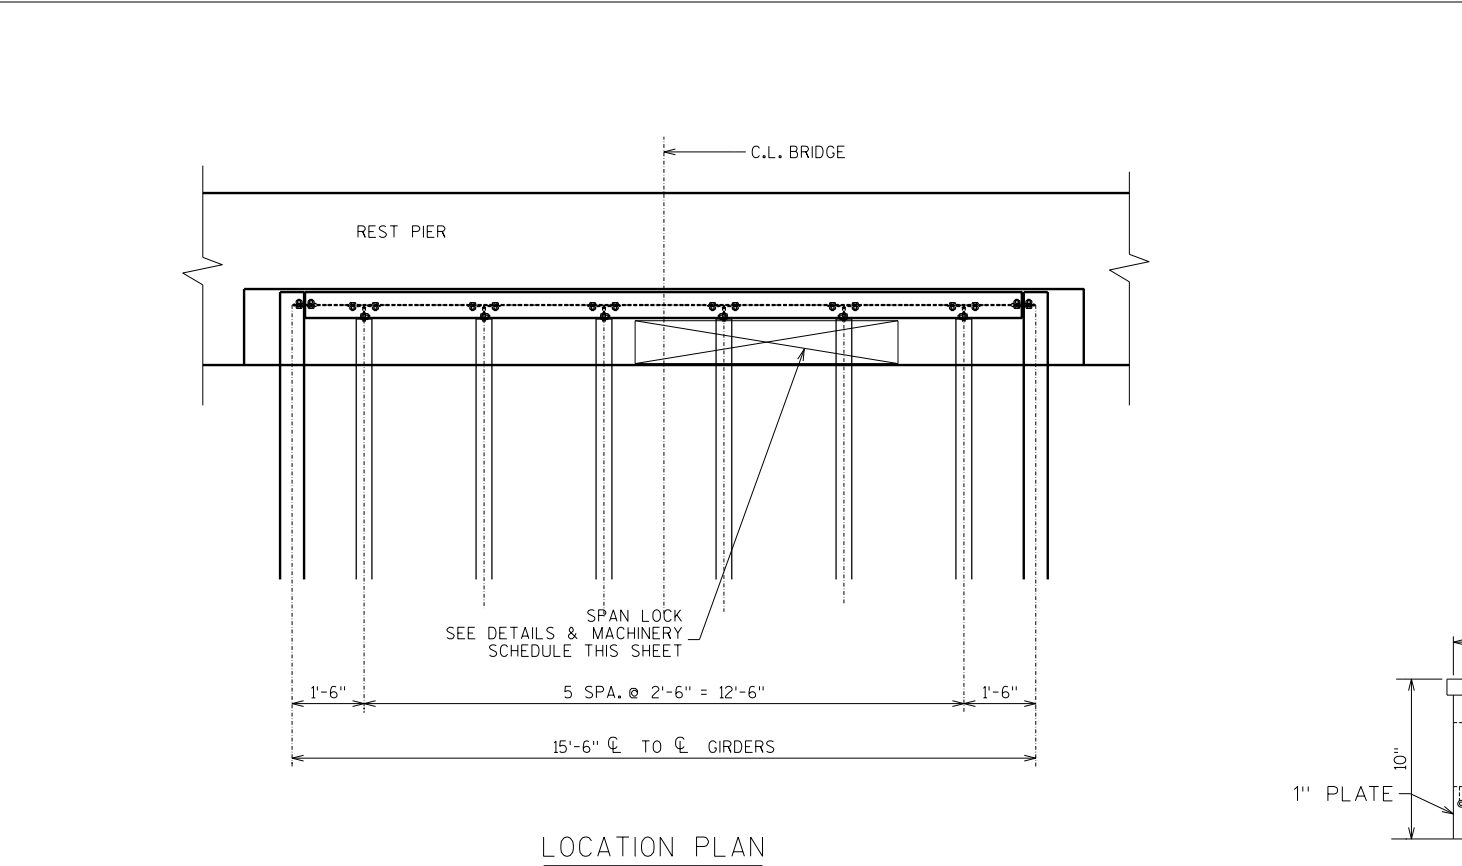 C.L. BRIDGE
REST PIER
SPAN LOCK
SEE DETAILS & MACHINERY
SCHEDULE THIS SHEET
1'-6"
5 SPA. @ 2'-6" = 12'-6"
1'-6"
15'-6" ℄ TO ℄ GIRDERS
10"
1" PLATE
LOCATION PLAN